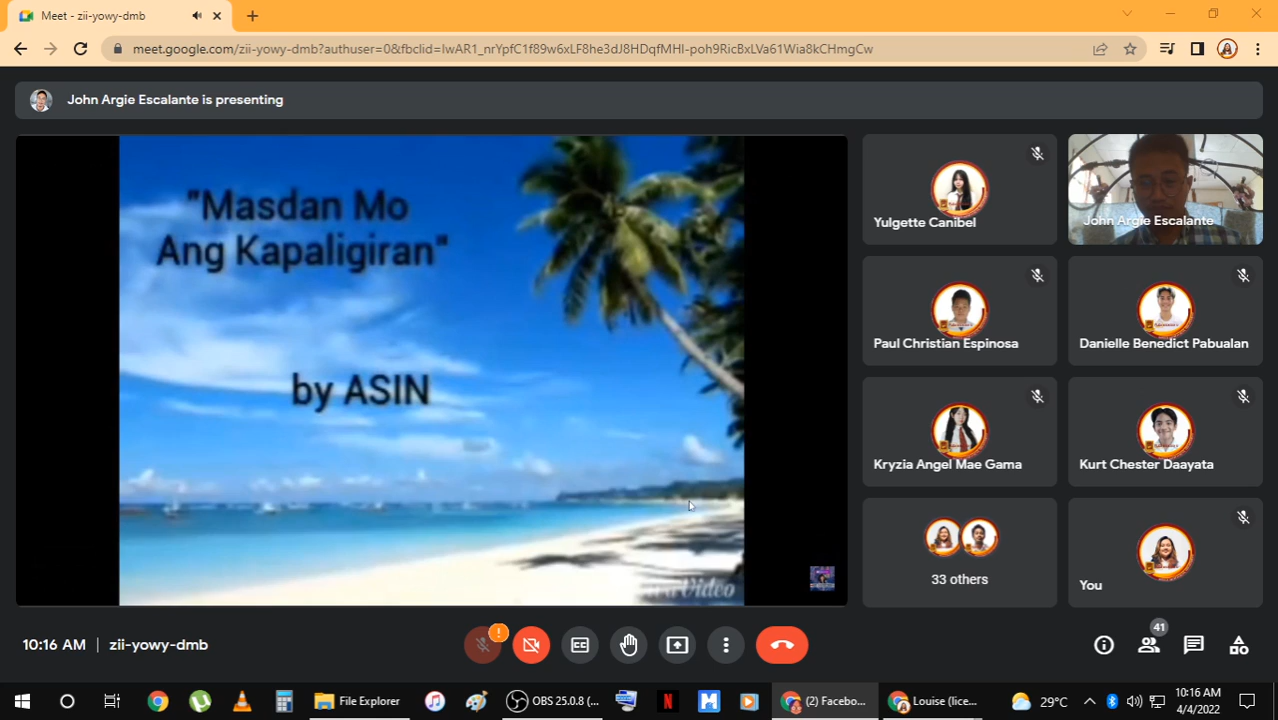 Meet - zii-yowy-dmb
meet.google.com/zii-yowy-dmb?authuser=0&fbclid=IwAR1_nrYpfC1f89w6xLF8he3dJ8HDqfMHI-poh9RicBxLVa61Wia8kCHmgCw
John Argie Escalante is presenting
"Masdan Mo
Ang Kapaligiran"
by ASIN
Video
Yulgette Canibel
John Argie Escalante
Paul Christian Espinosa
Danielle Benedict Pabualan
Kryzia Angel Mae Gama
Kurt Chester Daayata
33 others
You
10:16 AM | zii-yowy-dmb
CC
41
File Explorer
OBS 25.0.8 (...
(2) Facebo...
Louise (lice...
29°C
10:16 AM
4/4/2022